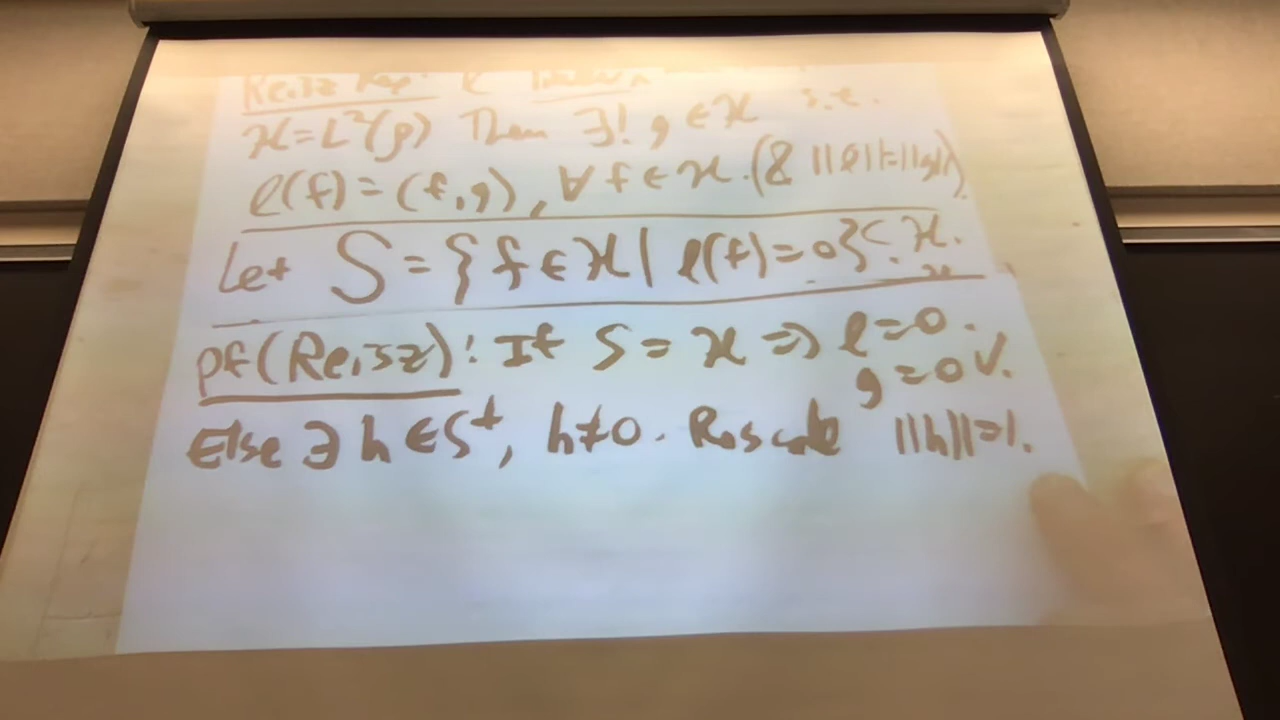 H=L²(ρ) Then ∃! g ∈ H s.t.
ℓ(f)=(f,g), ∀ f ∈ H. (& ||ℓ||=||g||).
Let S={f ∈ H | ℓ(f)=0} ⊂ H.
pf (Reisz): If S = H ⇒ ℓ=0.
g=0 ✓.
Else ∃ h ∈ S⊥, h≠0. Rescale ||h||=1.